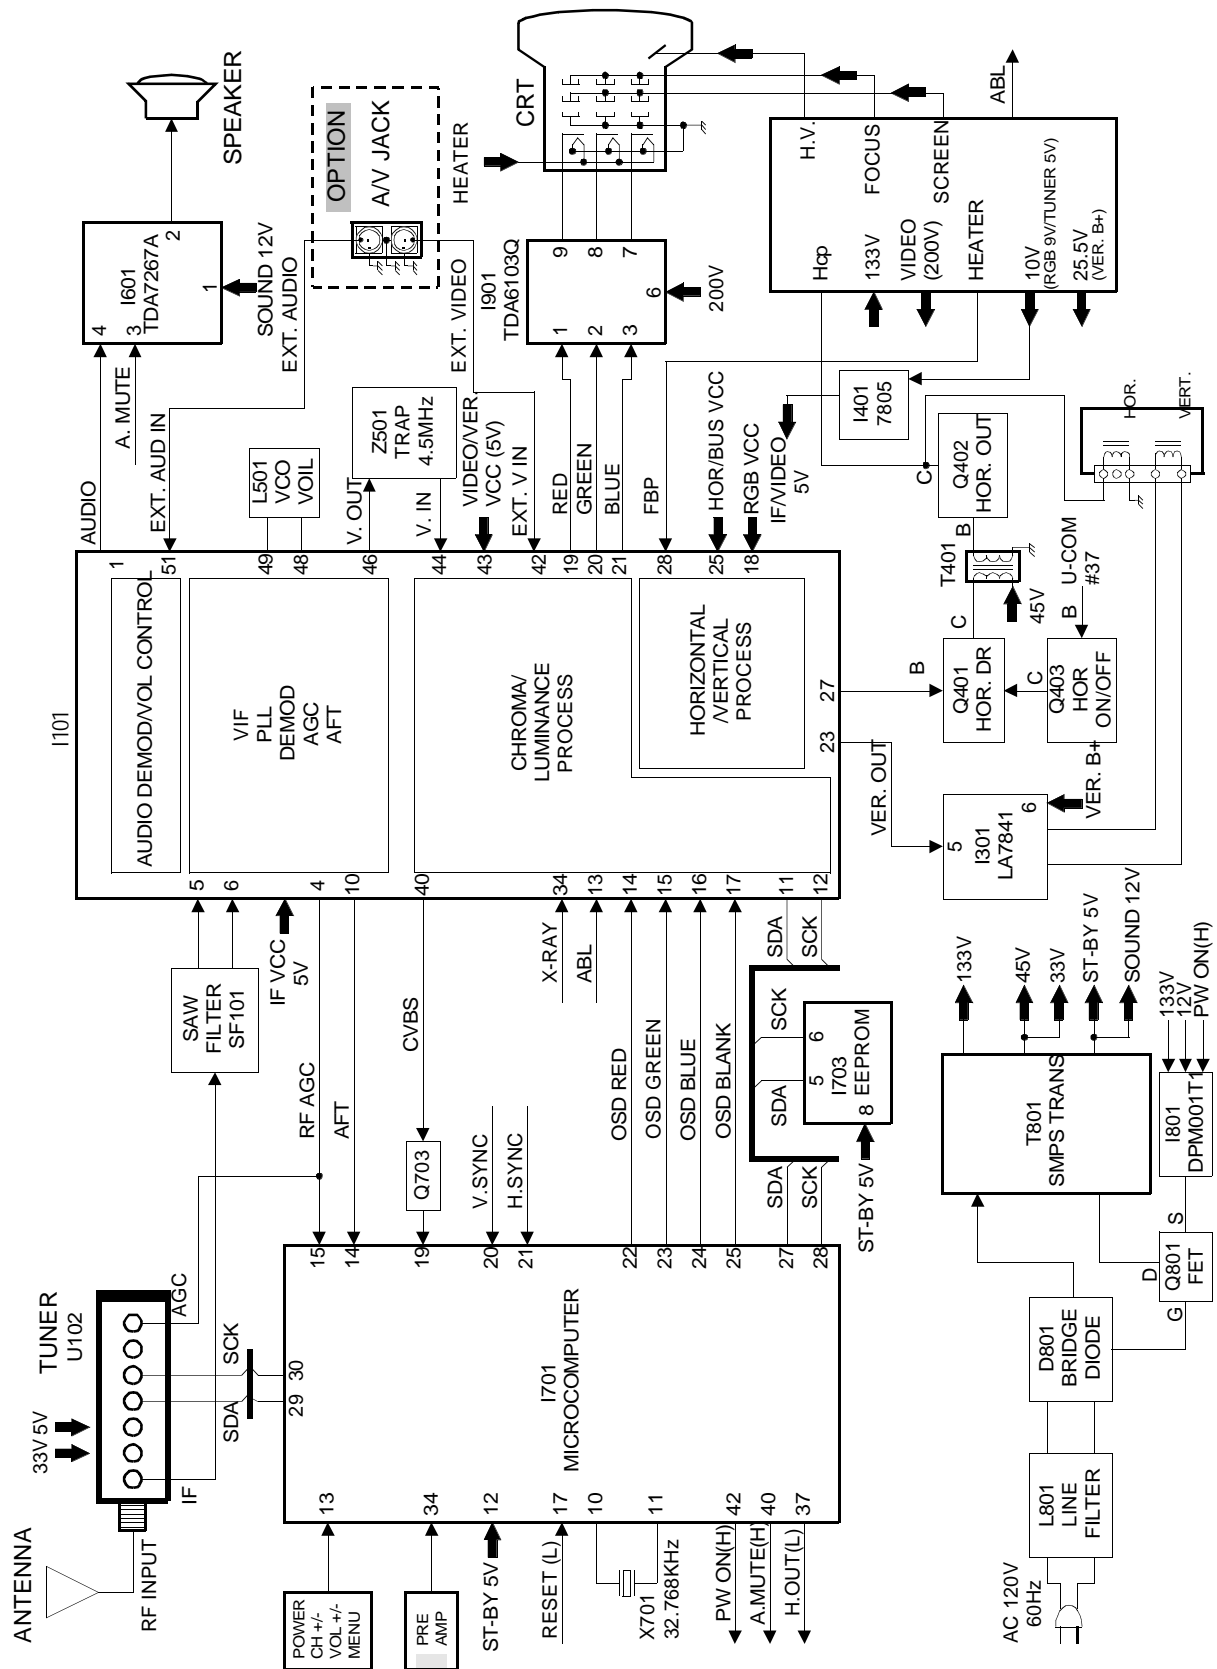 ANTENNA
RF INPUT
TUNER
U102
33V 5V
IF
AGC
SDA
SCK
POWER
CH +/-
VOL +/-
MENU
PRE
AMP
ST-BY 5V
RESET (L)
X701
32.768KHz
PW ON(H)
A.MUTE(H)
H.OUT(L)
13
34
12
17
10
11
42
40
37
29
30
I701
MICROCOMPUTER
15
14
19
20
21
22
23
24
25
27
28
SAW
FILTER
SF101
IF VCC
5V
RF AGC
AFT
CVBS
Q703
V.SYNC
H.SYNC
X-RAY
ABL
OSD RED
OSD GREEN
OSD BLUE
OSD BLANK
SDA
SCK
SDA
SCK
SDA
SCK
5
6
I703
EEPROM
8
ST-BY 5V
I101
5
6
4
10
40
34
13
14
15
16
17
11
12
AUDIO DEMOD/VOL CONTROL
VIF
PLL
DEMOD
AGC
AFT
CHROMA/
LUMINANCE
PROCESS
HORIZONTAL
/VERTICAL
PROCESS
1
51
49
48
46
44
43
42
19
20
21
28
25
18
23
27
AUDIO
A. MUTE
EXT. AUD IN
L501
VCO
VOIL
V. OUT
Z501
TRAP
4.5MHz
V. IN
VIDEO/VER.
VCC (5V)
EXT. V IN
RED
GREEN
BLUE
FBP
HOR/BUS VCC
RGB VCC
IF/VIDEO
5V
4
3
I601
TDA7267A
2
1
SOUND 12V
EXT. AUDIO
EXT. VIDEO
SPEAKER
OPTION
A/V JACK
HEATER
CRT
I901
TDA6103Q
1
2
3
9
8
7
6
200V
H.V.
FOCUS
SCREEN
ABL
Hcp
133V
VIDEO
(200V)
HEATER
10V
(RGB 9V/TUNER 5V)
25.5V
(VER. B+)
I401
7805
C
Q402
HOR. OUT
B
T401
45V
C
HOR.
VERT.
B
Q401
HOR. DR
C
Q403
HOR
ON/OFF
B
U-COM
#37
VER. OUT
5
I301
LA7841
6
VER. B+
AC 120V
60Hz
L801
LINE
FILTER
D801
BRIDGE
DIODE
G
D
S
Q801
FET
I801
DPM001T1
133V
12V
PW ON(H)
T801
SMPS TRANS
133V
45V
33V
ST-BY 5V
SOUND 12V